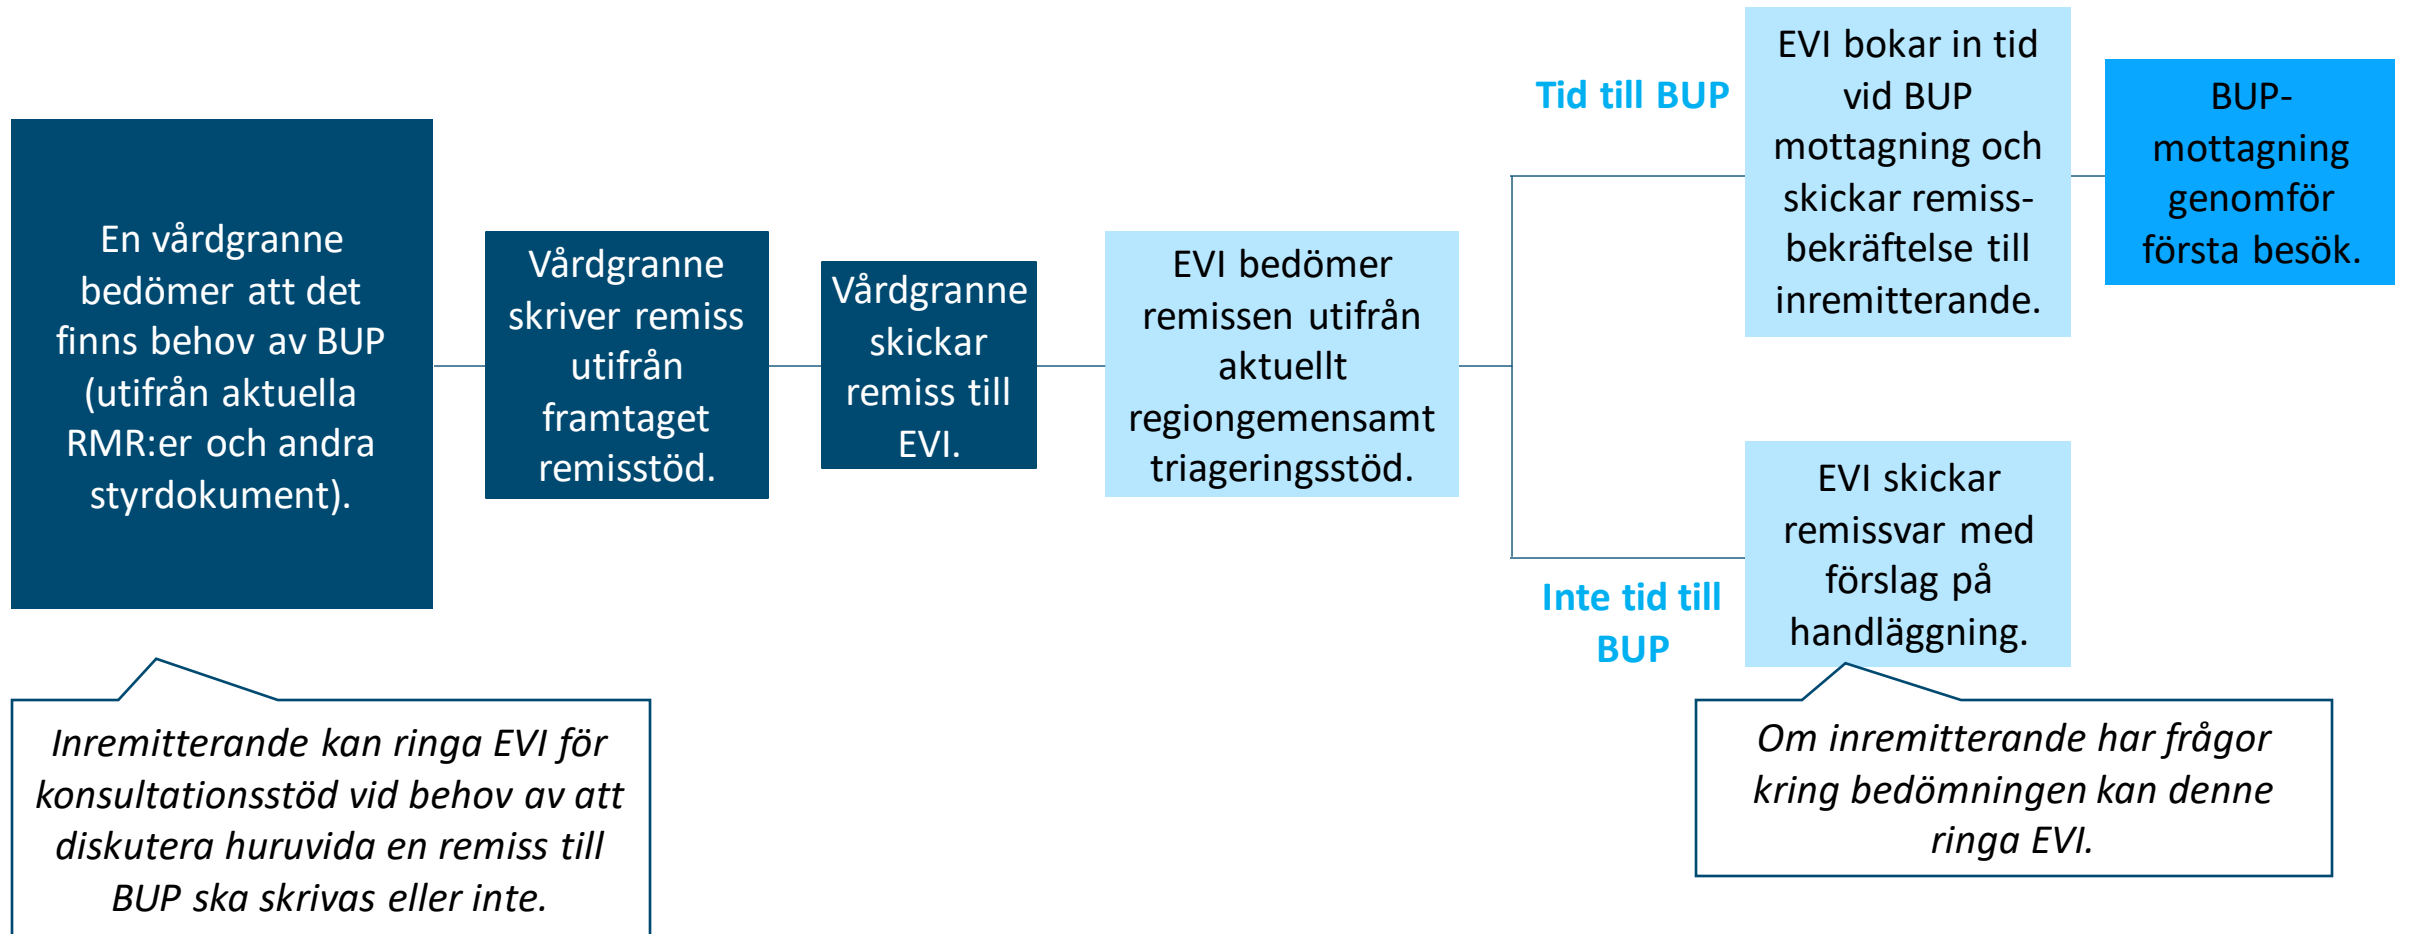 En vårdgranne
bedömer att det
finns behov av BUP
(utifrån aktuella
RMR:er och andra
styrdokument).
Vårdgranne
skriver remiss
utifrån
framtaget
remisstöd.
Vårdgranne
skickar
remiss till
EVI.
EVI bedömer
remissen utifrån
aktuellt
regiongemensamt
triageringsstöd.
Tid till BUP
EVI bokar in tid
vid BUP
mottagning och
skickar remiss-
bekräftelse till
inremitterande.
BUP-
mottagning
genomför
första besök.
Inte tid till
BUP
EVI skickar
remissvar med
förslag på
handläggning.
Inremitterande kan ringa EVI för
konsultationsstöd vid behov av att
diskutera huruvida en remiss till
BUP ska skrivas eller inte.
Om inremitterande har frågor
kring bedömningen kan denne
ringa EVI.